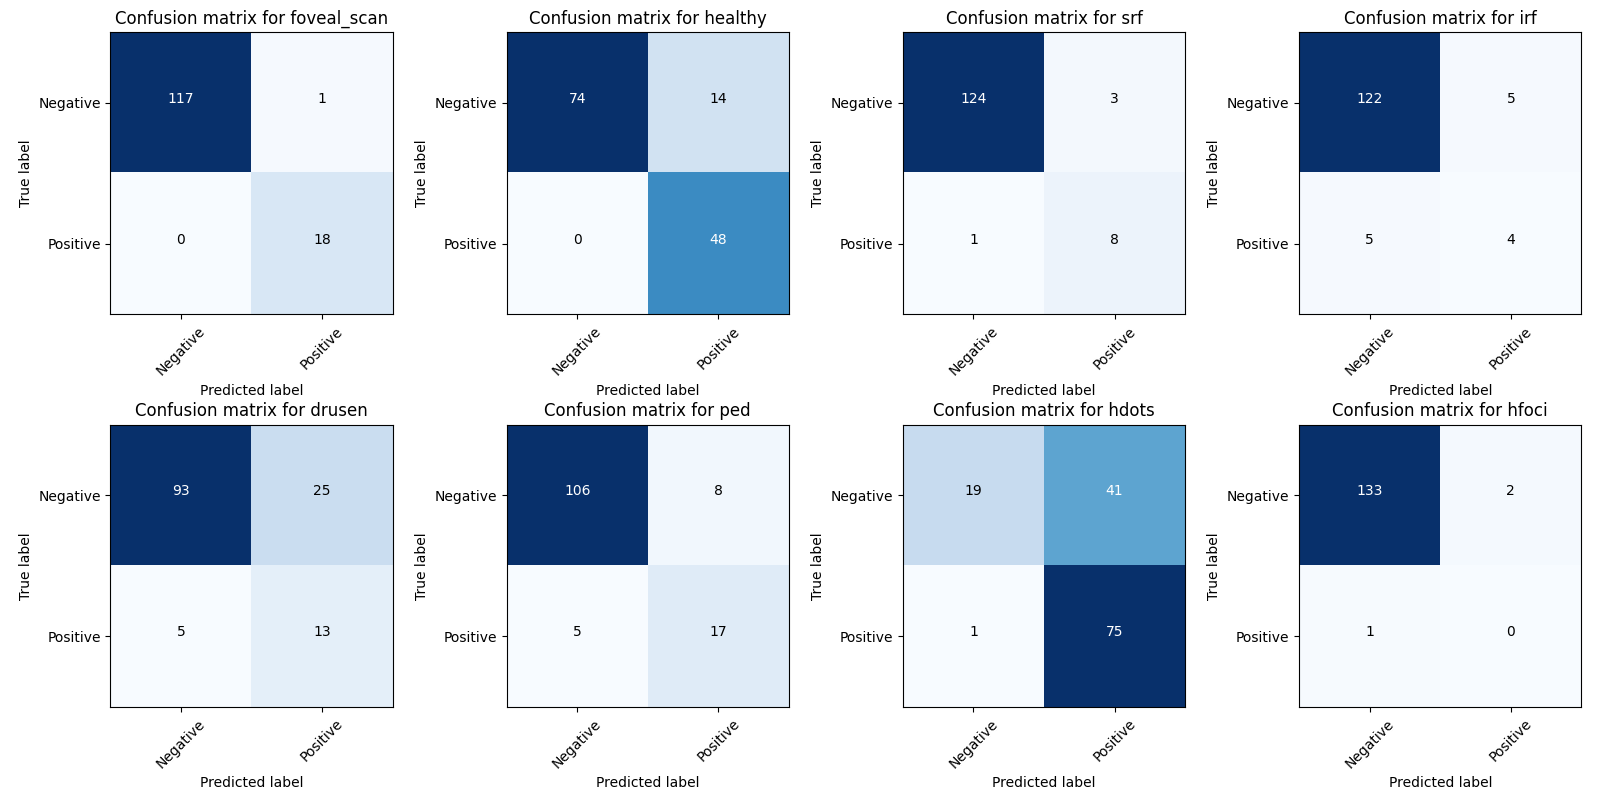 Confusion matrix for foveal_scan
True label
Negative
117
1
Positive
0
18
Negative
Positive
Predicted label
Confusion matrix for healthy
True label
Negative
74
14
Positive
0
48
Negative
Positive
Predicted label
Confusion matrix for srf
True label
Negative
124
3
Positive
1
8
Negative
Positive
Predicted label
Confusion matrix for irf
True label
Negative
122
5
Positive
5
4
Negative
Positive
Predicted label
Confusion matrix for drusen
True label
Negative
93
25
Positive
5
13
Negative
Positive
Predicted label
Confusion matrix for ped
True label
Negative
106
8
Positive
5
17
Negative
Positive
Predicted label
Confusion matrix for hdots
True label
Negative
19
41
Positive
1
75
Negative
Positive
Predicted label
Confusion matrix for hfoci
True label
Negative
133
2
Positive
1
0
Negative
Positive
Predicted label